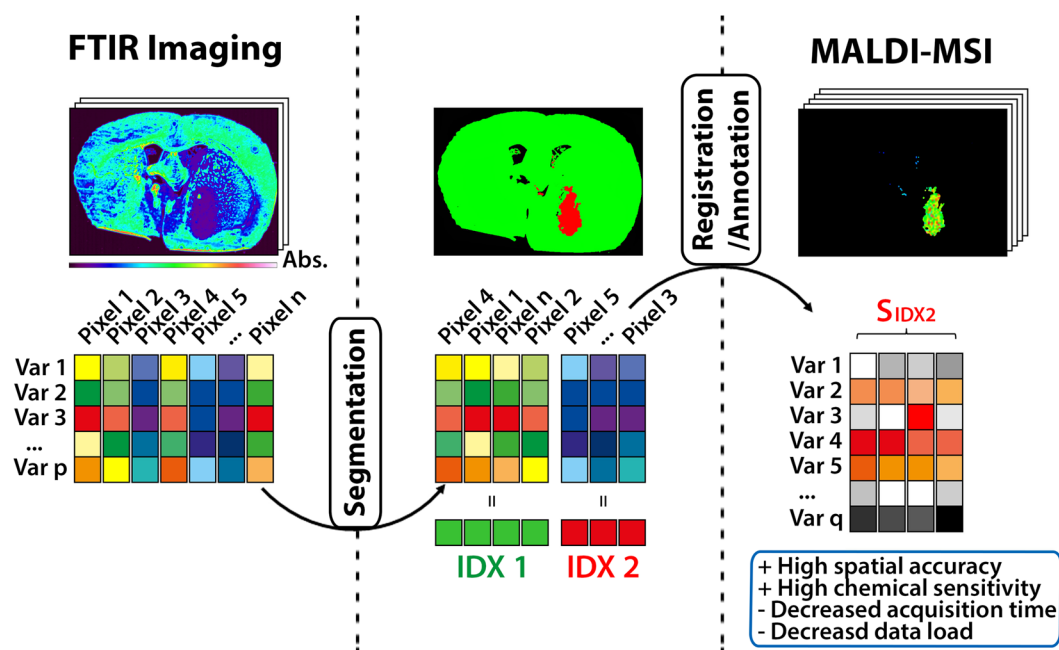 FTIR Imaging
Abs.
Pixel 1
Pixel 2
Pixel 3
Pixel 4
Pixel 5
...
Pixel n
Var 1
Var 2
Var 3
...
Var p
Segmentation
Pixel 4
Pixel 1
Pixel n
Pixel 2
Pixel 5
...
Pixel 3
=
=
IDX 1
IDX 2
Registration
/Annotation
MALDI-MSI
SIDX2
Var 1
Var 2
Var 3
Var 4
Var 5
...
Var q
+ High spatial accuracy
+ High chemical sensitivity
- Decreased acquisition time
- Decreasd data load